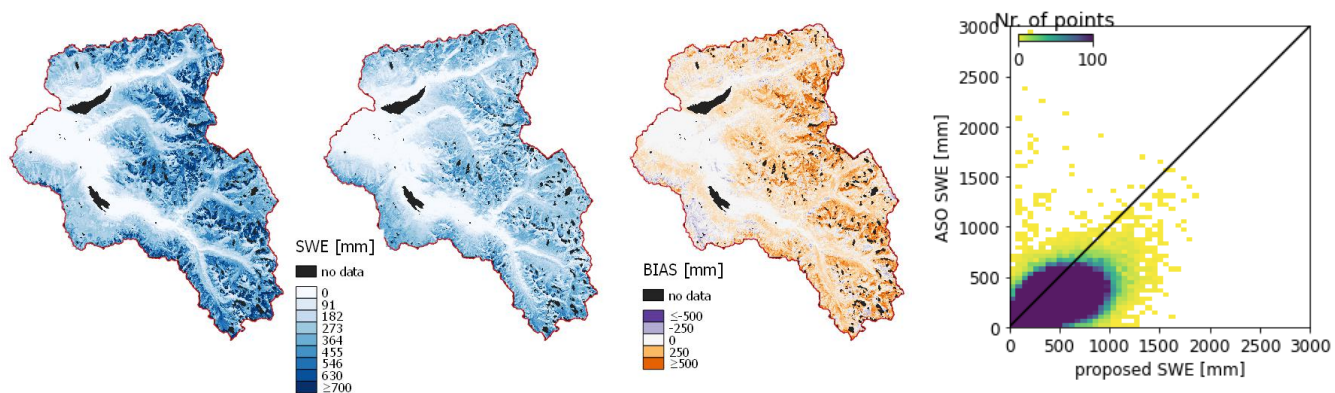 SWE [mm]
no data
0
91
182
273
364
455
546
630
≥700
BIAS [mm]
no data
≤-500
-250
0
250
≥500
Nr. of points
0 100
3000
2500
2000
1500
1000
500
0
ASO SWE [mm]
0 500 1000 1500 2000 2500 3000
proposed SWE [mm]